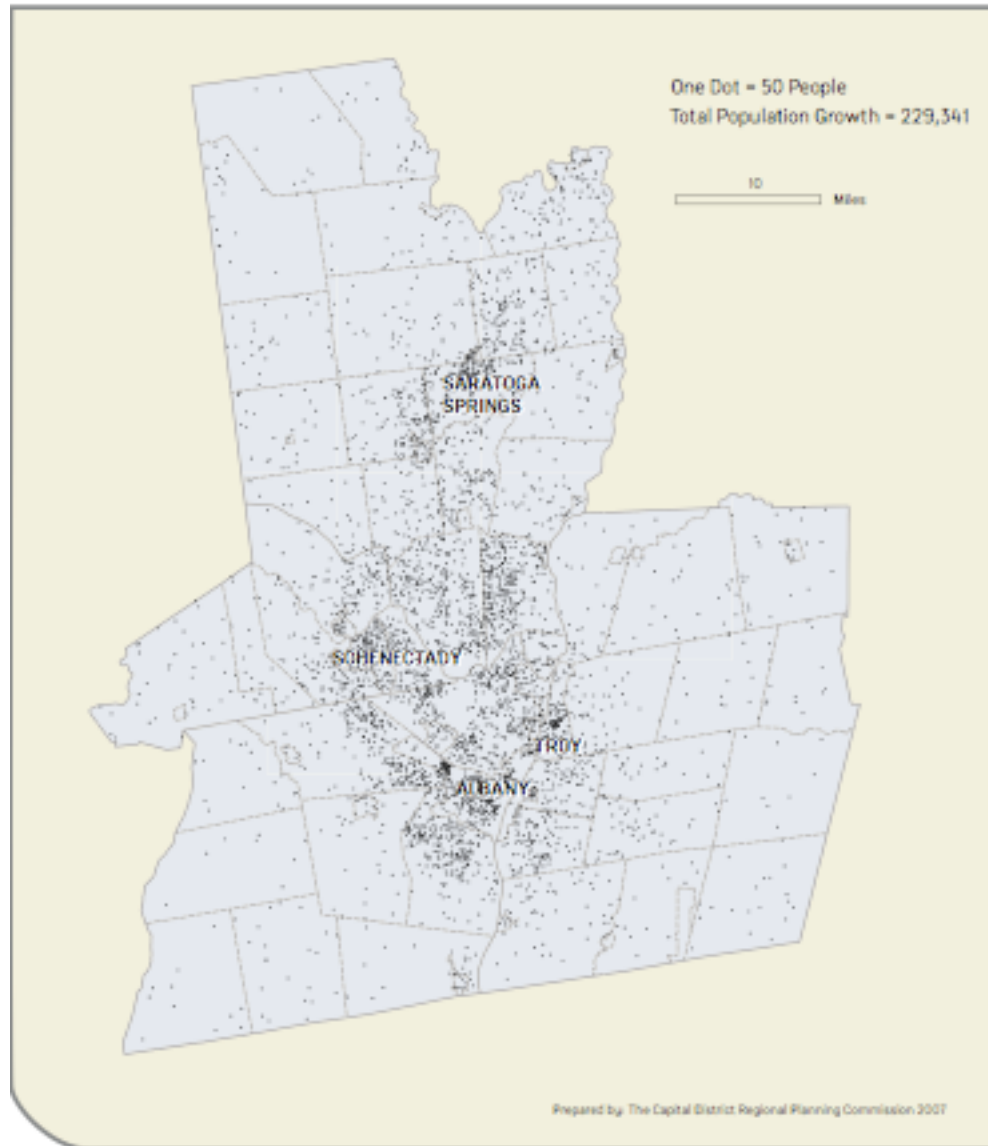 One Dot = 50 People
Total Population Growth = 229,341
10
Miles
SARATOGA
SPRINGS
SCHENECTADY
TROY
ALBANY
Prepared by: The Capital District Regional Planning Commission 2007